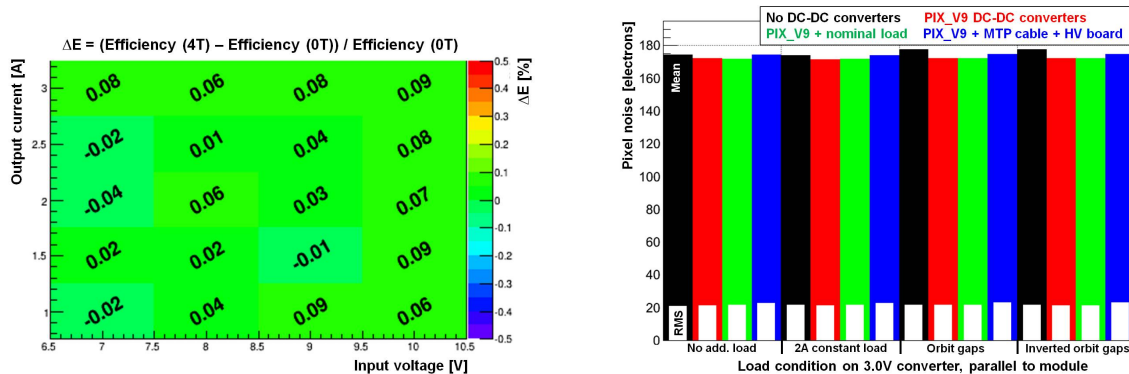 ΔE = (Efficiency (4T) – Efficiency (0T)) / Efficiency (0T)
Output current [A]
3
2.5
2
1.5
1
0.08 0.06 0.08 0.09
-0.02 0.01 0.04 0.08
-0.04 0.06 0.03 0.07
0.02 0.02 -0.01 0.09
-0.02 0.04 0.09 0.06
6.5 7 7.5 8 8.5 9 9.5 10 10.5
Input voltage [V]
0.5
0.4
0.3
0.2
0.1
0
-0.1
-0.2
-0.3
-0.4
-0.5
ΔE [%]
No DC-DC converters PIX_V9 DC-DC converters
PIX_V9 + nominal load PIX_V9 + MTP cable + HV board
Pixel noise [electrons]
180
160
140
120
100
80
60
40
20
0
Mean
RMS
No add. load 2A constant load Orbit gaps Inverted orbit gaps
Load condition on 3.0V converter, parallel to module